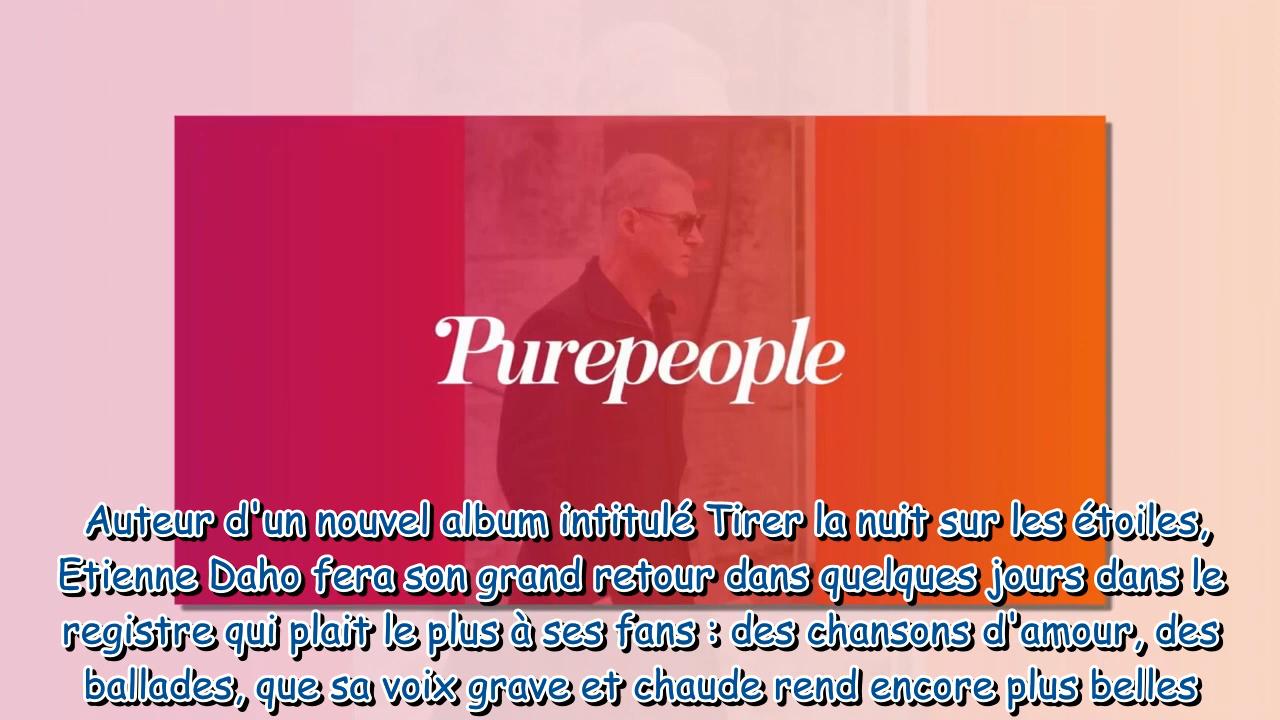 Purepeople
Auteur d'un nouvel album intitulé Tirer la nuit sur les étoiles,
Etienne Daho fera son grand retour dans quelques jours dans le
registre qui plait le plus à ses fans : des chansons d'amour, des
ballades, que sa voix grave et chaude rend encore plus belles